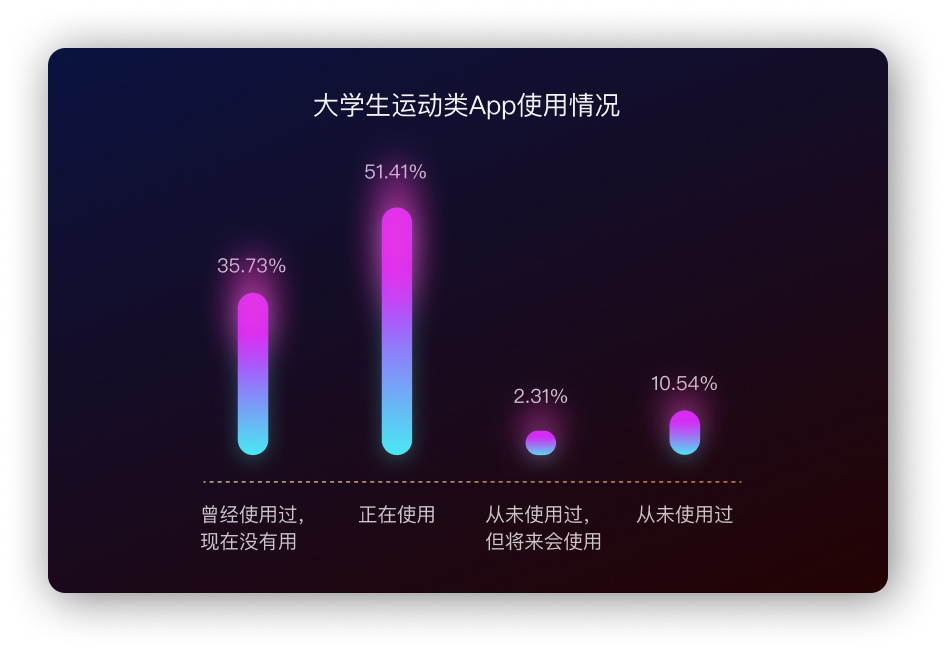 大学生运动类App使用情况
51.41%
35.73%
2.31%
10.54%
曾经使用过，
现在没有用
正在使用
从未使用过，
但将来会使用
从未使用过